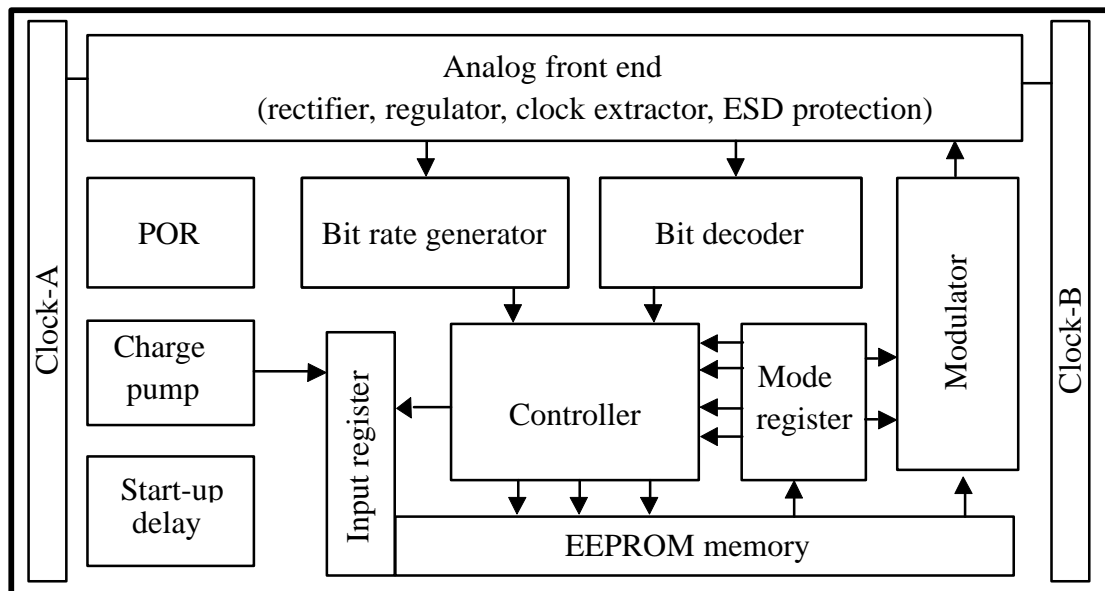 Analog front end
(rectifier, regulator, clock extractor, ESD protection)
Clock-A
POR
Bit rate generator
Bit decoder
Modulator
Clock-B
Charge
pump
Input register
Controller
Mode
register
Start-up
delay
EEPROM memory